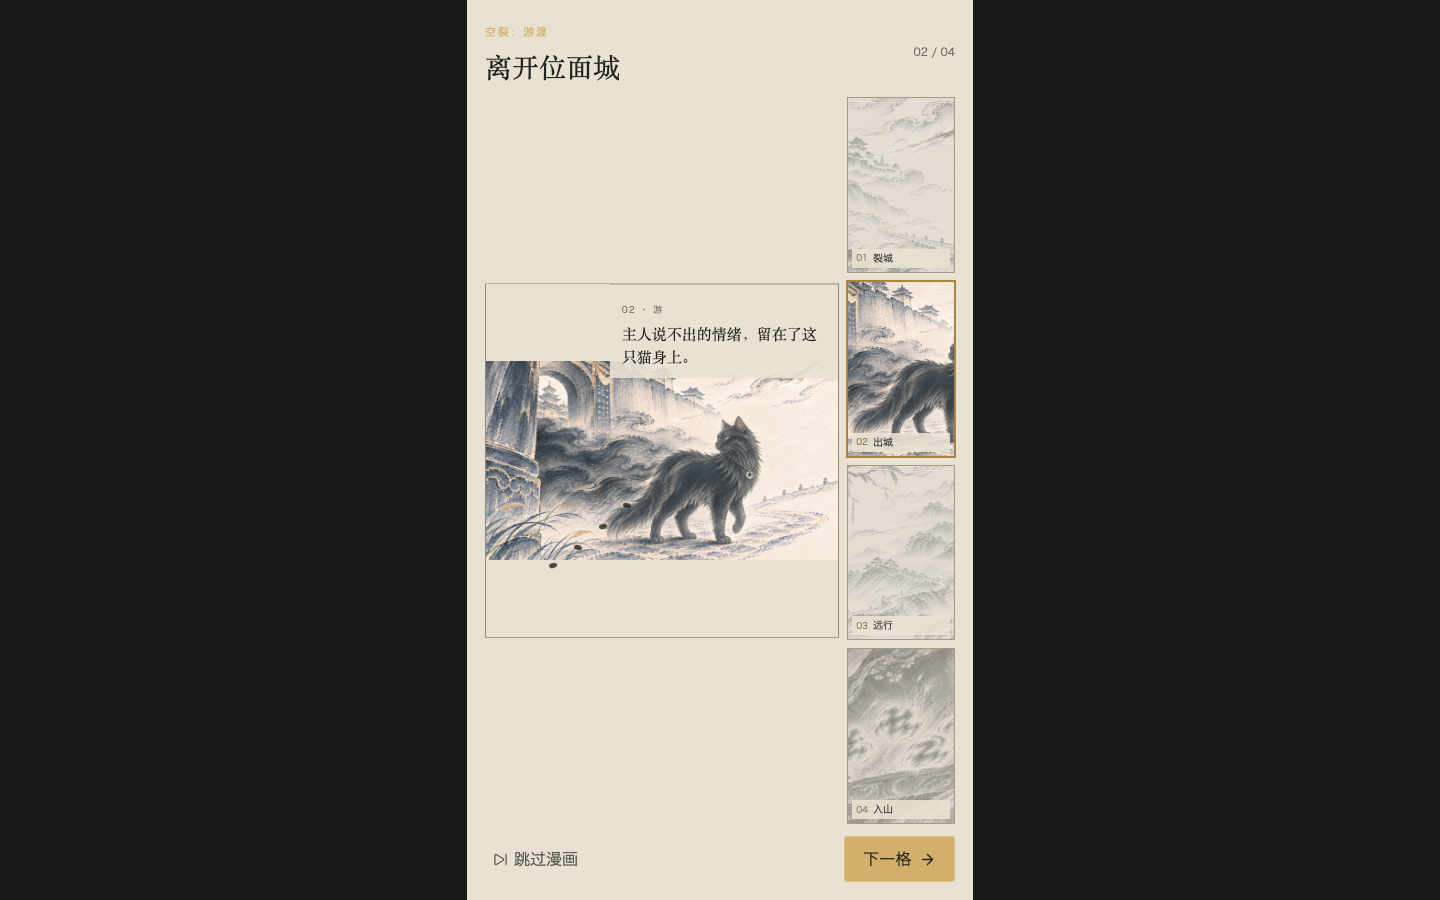 空裂：游渡
离开位面城
02 / 04
01 裂城
02 · 游
主人说不出的情绪，留在了这
只猫身上。
02 出城
03 远行
04 入山
跳过漫画
下一格